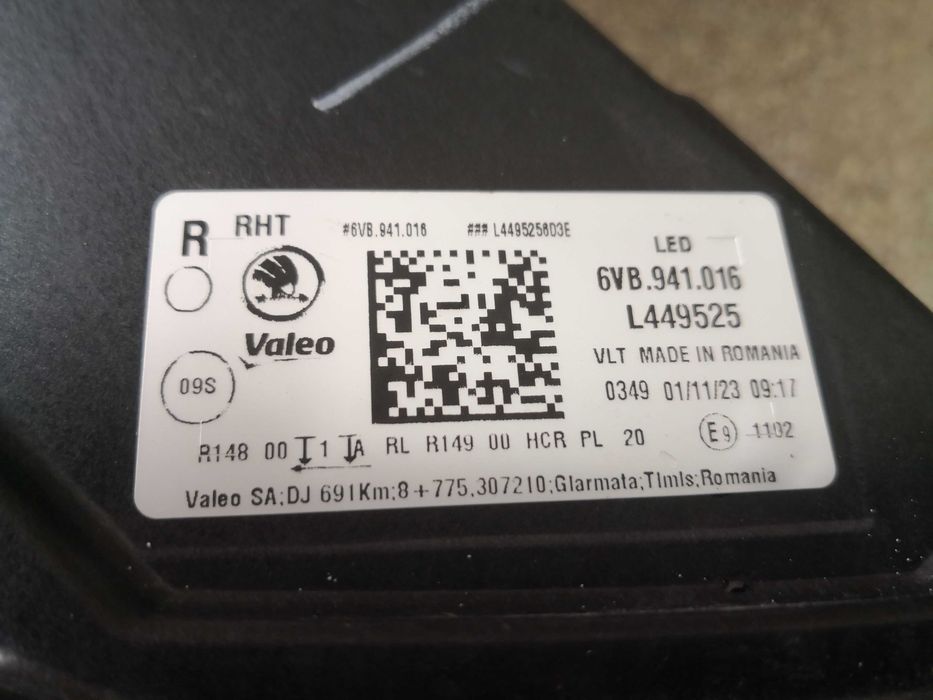 R RHT #6VB.941.016 ### L4495256D3E
LED
6VB.941.016
L449525
Valeo
VLT MADE IN ROMANIA
09S
0349 01/11/23 09:17
E9 1102
R148 00 1 A RL R149 00 HCR PL 20
Valeo SA;DJ 691Km;8+775,307210;Glarmata;TImIs;Romania